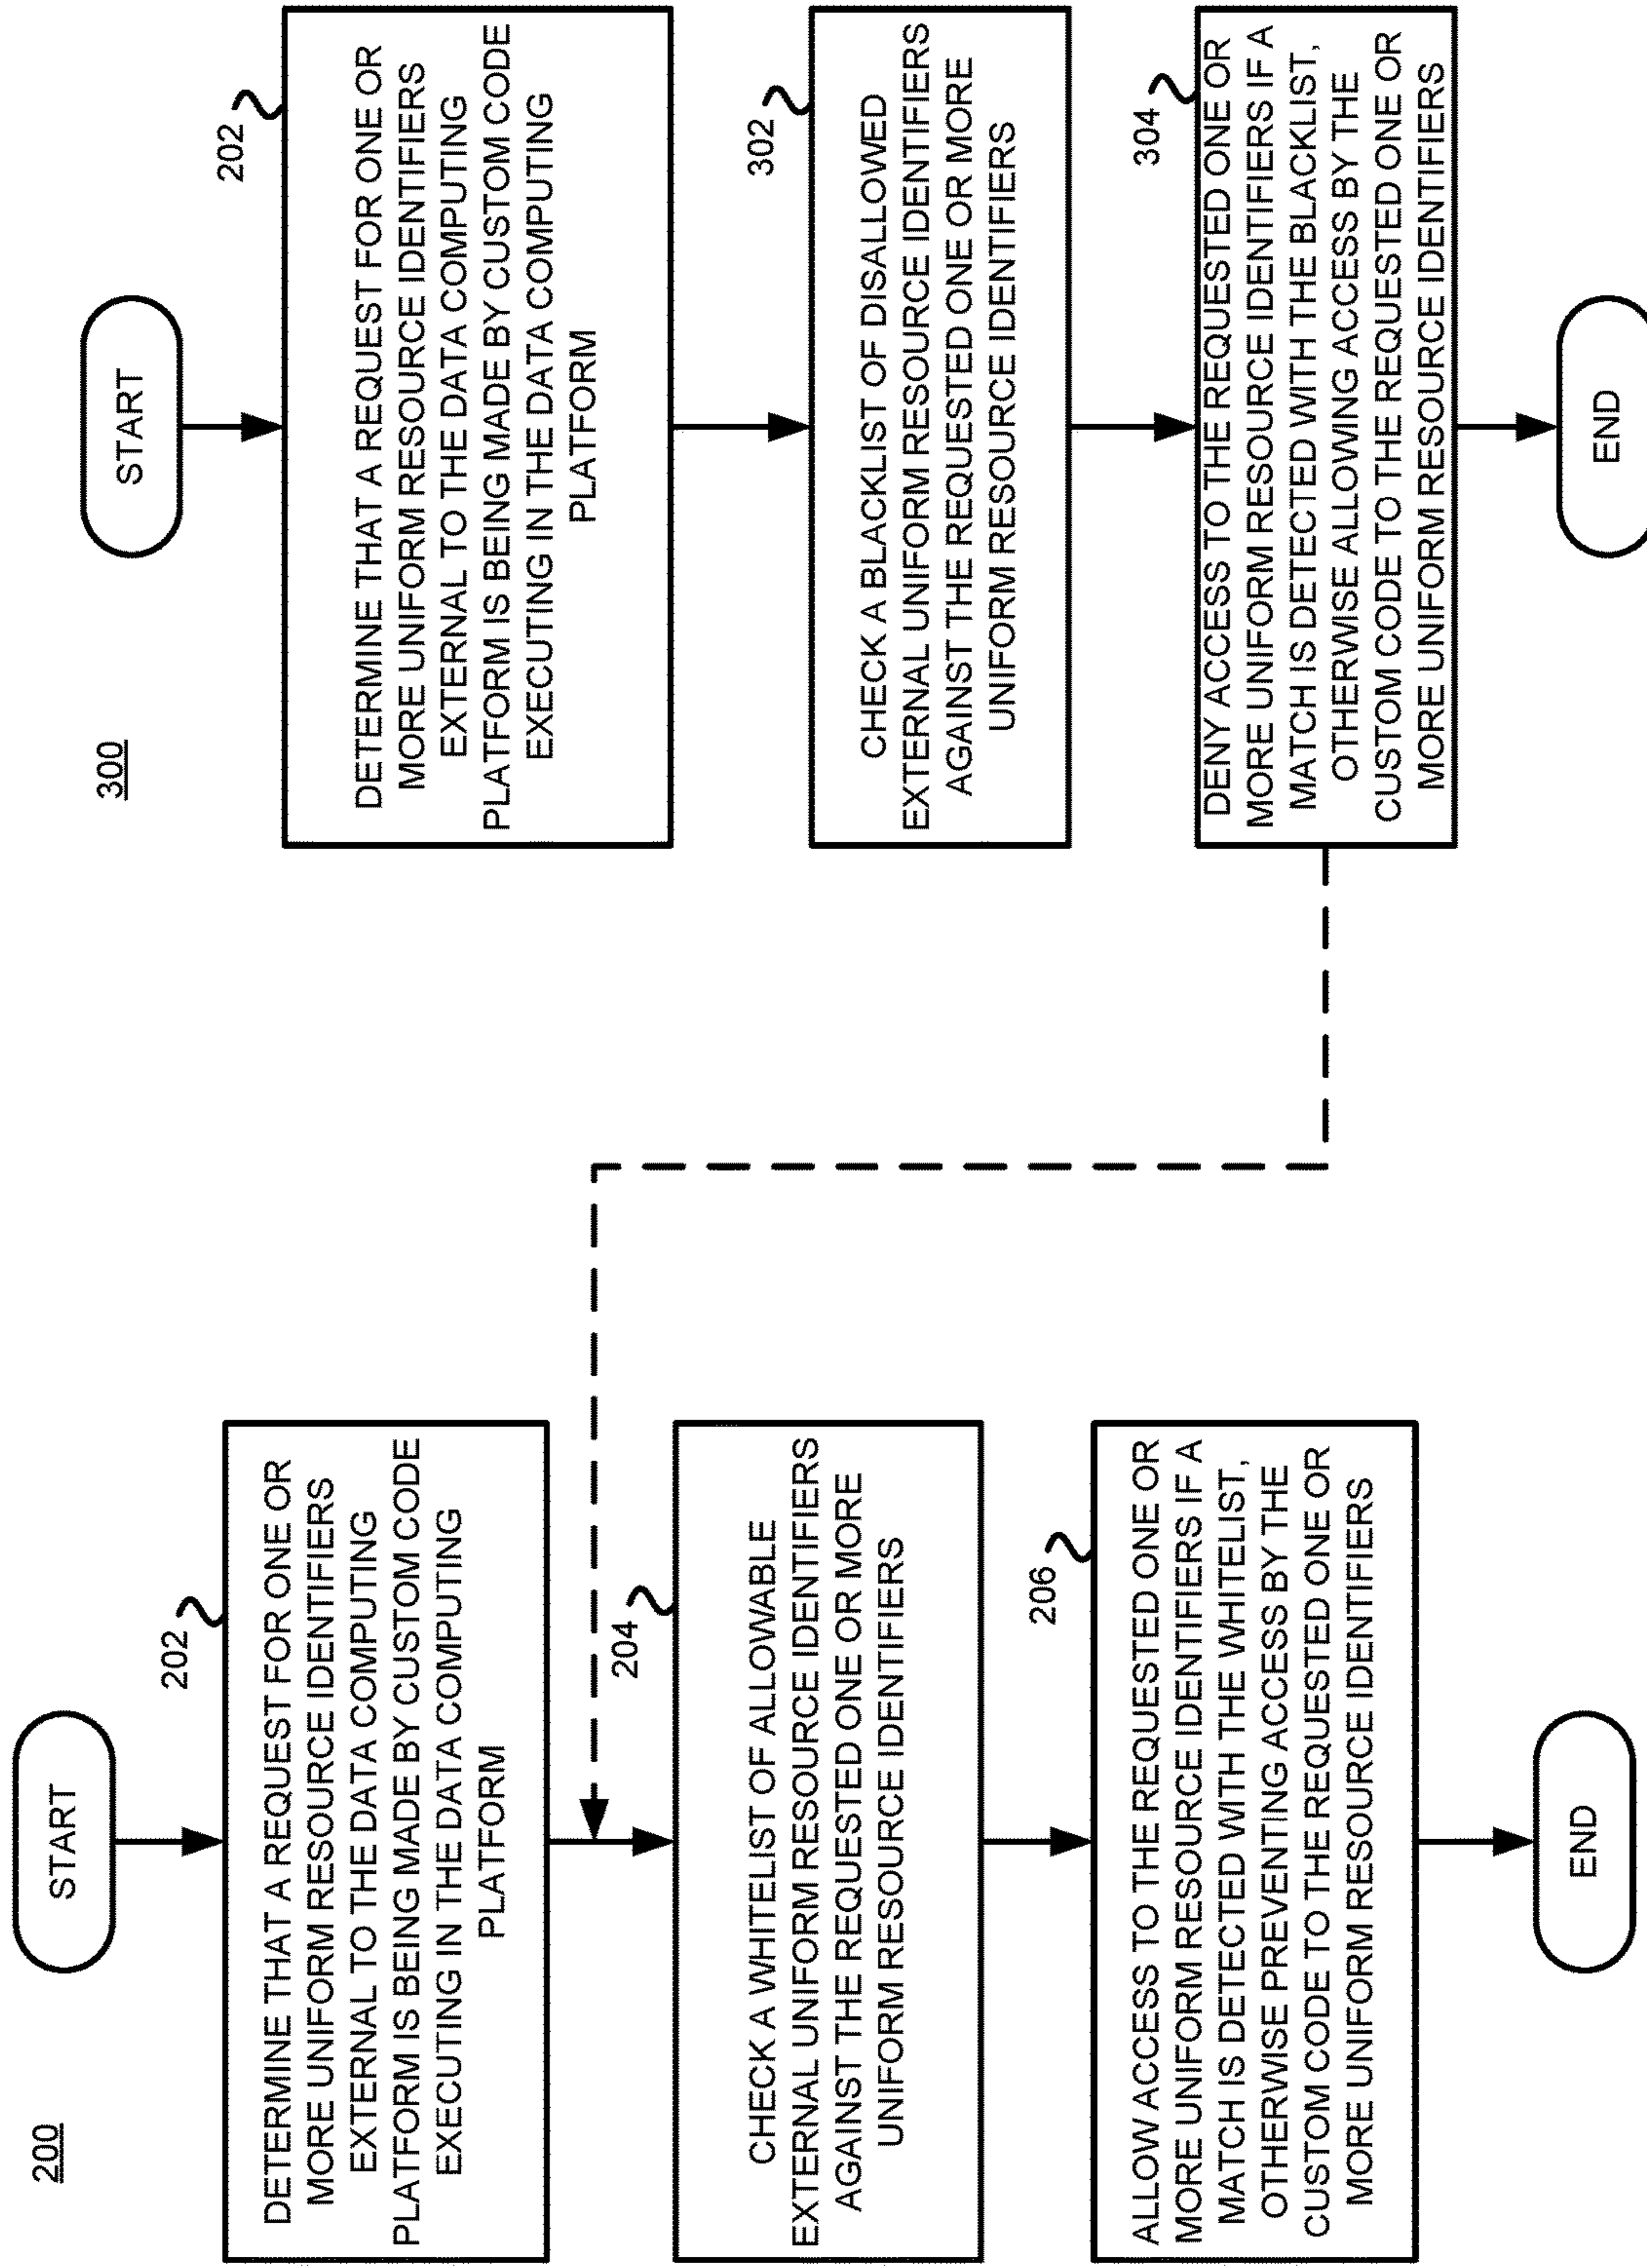 200
START
202
DETERMINE THAT A REQUEST FOR ONE OR
MORE UNIFORM RESOURCE IDENTIFIERS
EXTERNAL TO THE DATA COMPUTING
PLATFORM IS BEING MADE BY CUSTOM CODE
EXECUTING IN THE DATA COMPUTING
PLATFORM
204
CHECK A WHITELIST OF ALLOWABLE
EXTERNAL UNIFORM RESOURCE IDENTIFIERS
AGAINST THE REQUESTED ONE OR MORE
UNIFORM RESOURCE IDENTIFIERS
206
ALLOW ACCESS TO THE REQUESTED ONE OR
MORE UNIFORM RESOURCE IDENTIFIERS IF A
MATCH IS DETECTED WITH THE WHITELIST,
OTHERWISE PREVENTING ACCESS BY THE
CUSTOM CODE TO THE REQUESTED ONE OR
MORE UNIFORM RESOURCE IDENTIFIERS
END
300
START
202
DETERMINE THAT A REQUEST FOR ONE OR
MORE UNIFORM RESOURCE IDENTIFIERS
EXTERNAL TO THE DATA COMPUTING
PLATFORM IS BEING MADE BY CUSTOM CODE
EXECUTING IN THE DATA COMPUTING
PLATFORM
302
CHECK A BLACKLIST OF DISALLOWED
EXTERNAL UNIFORM RESOURCE IDENTIFIERS
AGAINST THE REQUESTED ONE OR MORE
UNIFORM RESOURCE IDENTIFIERS
304
DENY ACCESS TO THE REQUESTED ONE OR
MORE UNIFORM RESOURCE IDENTIFIERS IF A
MATCH IS DETECTED WITH THE BLACKLIST,
OTHERWISE ALLOWING ACCESS BY THE
CUSTOM CODE TO THE REQUESTED ONE OR
MORE UNIFORM RESOURCE IDENTIFIERS
END